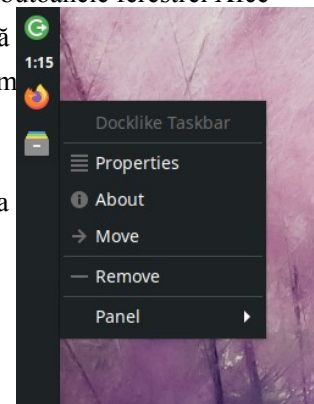 ă
1:15
m
Docklike Taskbar
Properties
a
About
Move
Remove
Panel